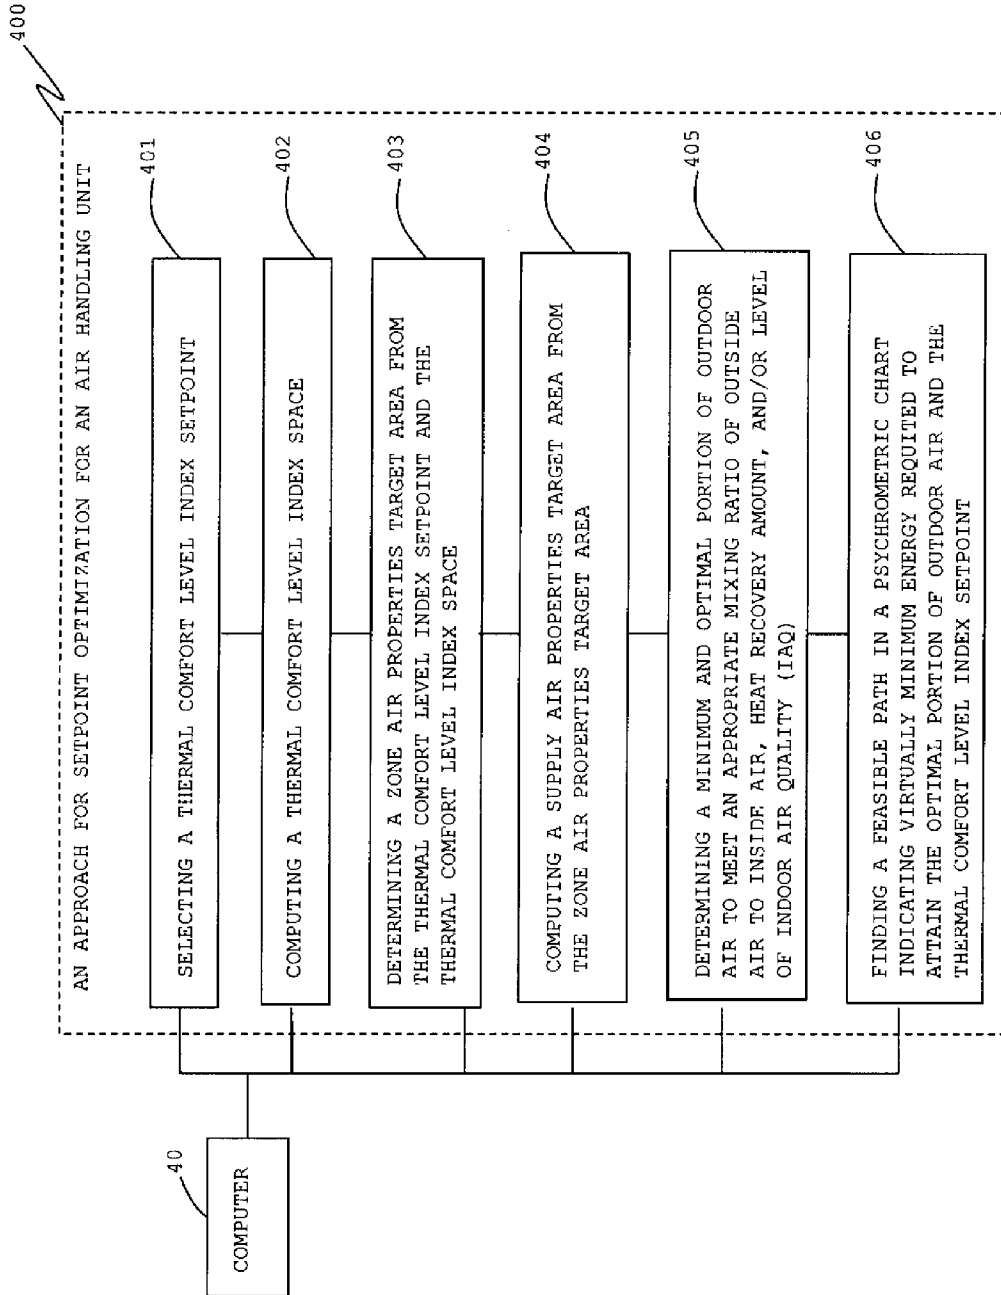 400
AN APPROACH FOR SETPOINT OPTIMIZATION FOR AN AIR HANDLING UNIT
401
SELECTING A THERMAL COMFORT LEVEL INDEX SETPOINT
402
COMPUTING A THERMAL COMFORT LEVEL INDEX SPACE
403
DETERMINING A ZONE AIR PROPERTIES TARGET AREA FROM
THE THERMAL COMFORT LEVEL INDEX SETPOINT AND THE
THERMAL COMFORT LEVEL INDEX SPACE
404
COMPUTING A SUPPLY AIR PROPERTIES TARGET AREA FROM
THE ZONE AIR PROPERTIES TARGET AREA
405
DETERMINING A MINIMUM AND OPTIMAL PORTION OF OUTDOOR
AIR TO MEET AN APPROPRIATE MIXING RATIO OF OUTSIDE
AIR TO INSIDE AIR, HEAT RECOVERY AMOUNT, AND/OR LEVEL
OF INDOOR AIR QUALITY (IAQ)
406
FINDING A FEASIBLE PATH IN A PSYCHROMETRIC CHART
INDICATING VIRTUALLY MINIMUM ENERGY REQUITED TO
ATTAIN THE OPTIMAL PORTION OF OUTDOOR AIR AND THE
THERMAL COMFORT LEVEL INDEX SETPOINT
40
COMPUTER